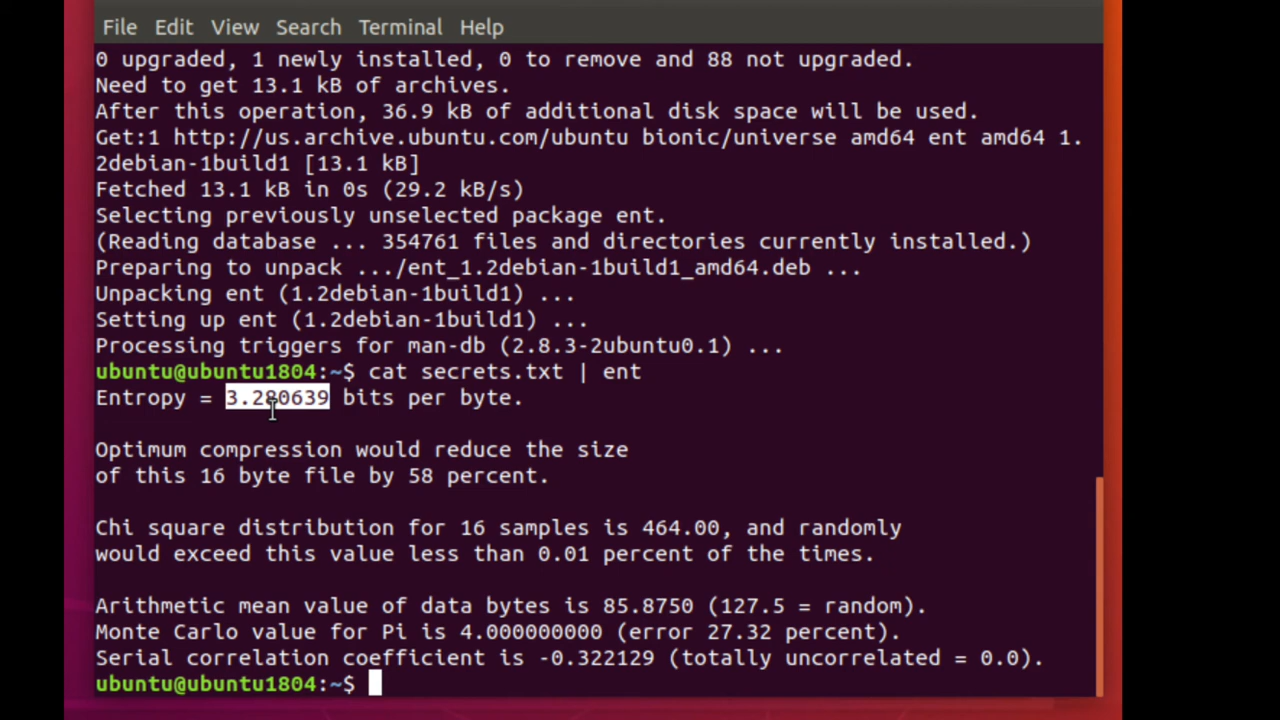 File Edit View Search Terminal Help
0 upgraded, 1 newly installed, 0 to remove and 88 not upgraded.
Need to get 13.1 kB of archives.
After this operation, 36.9 kB of additional disk space will be used.
Get:1 http://us.archive.ubuntu.com/ubuntu bionic/universe amd64 ent amd64 1.
2debian-1build1 [13.1 kB]
Fetched 13.1 kB in 0s (29.2 kB/s)
Selecting previously unselected package ent.
(Reading database ... 354761 files and directories currently installed.)
Preparing to unpack .../ent_1.2debian-1build1_amd64.deb ...
Unpacking ent (1.2debian-1build1) ...
Setting up ent (1.2debian-1build1) ...
Processing triggers for man-db (2.8.3-2ubuntu0.1) ...
ubuntu@ubuntu1804:~$ cat secrets.txt | ent
Entropy = 3.280639 bits per byte.
Optimum compression would reduce the size
of this 16 byte file by 58 percent.
Chi square distribution for 16 samples is 464.00, and randomly
would exceed this value less than 0.01 percent of the times.
Arithmetic mean value of data bytes is 85.8750 (127.5 = random).
Monte Carlo value for Pi is 4.000000000 (error 27.32 percent).
Serial correlation coefficient is -0.322129 (totally uncorrelated = 0.0).
ubuntu@ubuntu1804:~$